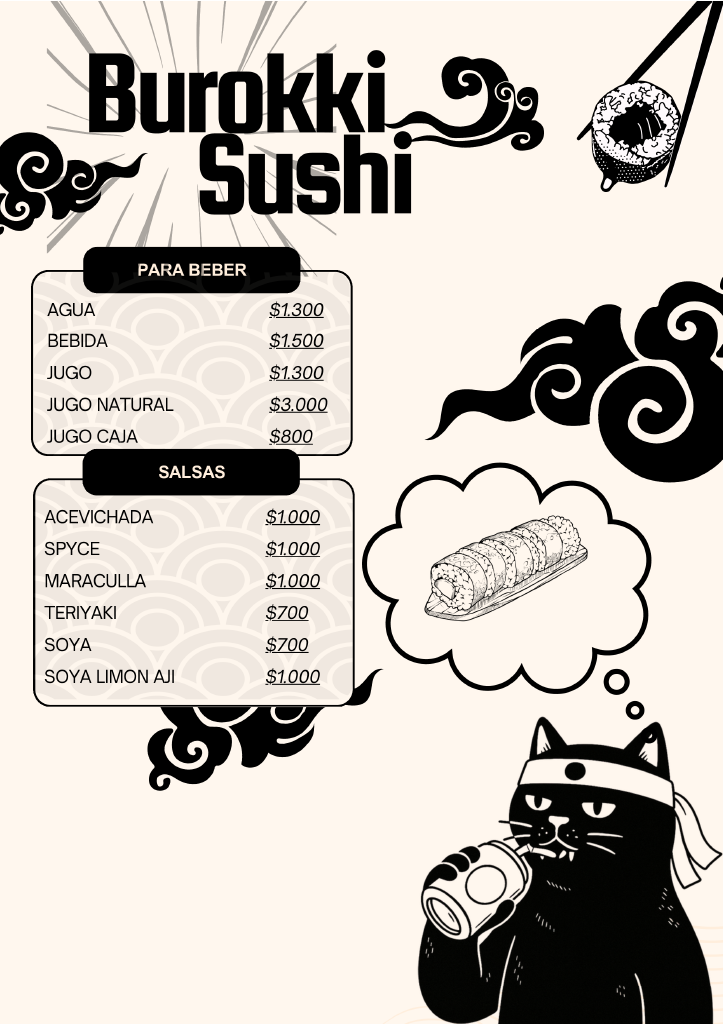 Burokki
Sushi
PARA BEBER
AGUA $1.300
BEBIDA $1.500
JUGO $1.300
JUGO NATURAL $3.000
JUGO CAJA $800
SALSAS
ACEVICHADA $1.000
SPYCE $1.000
MARACULLA $1.000
TERIYAKI $700
SOYA $700
SOYA LIMON AJI $1.000